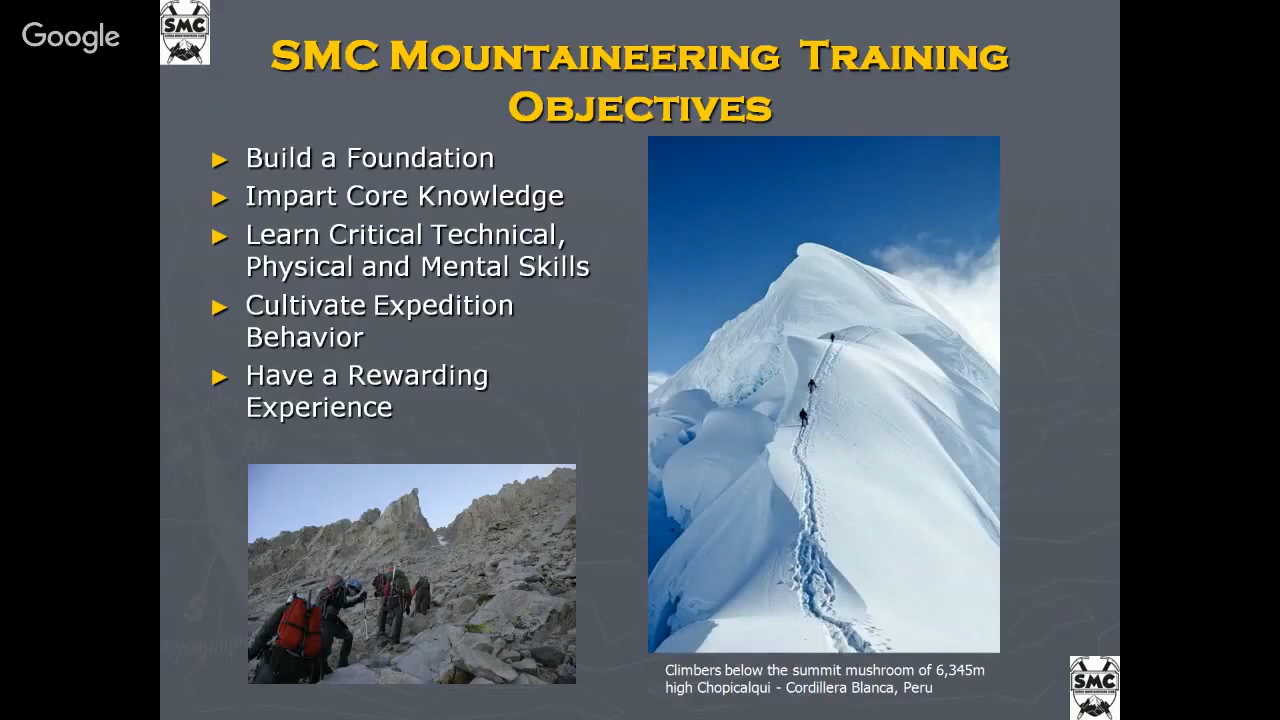 Google
SMC
SMC Mountaineering Training
Objectives
► Build a Foundation
► Impart Core Knowledge
► Learn Critical Technical,
Physical and Mental Skills
► Cultivate Expedition
Behavior
► Have a Rewarding
Experience
Climbers below the summit mushroom of 6,345m
high Chopicalqui - Cordillera Blanca, Peru
SMC